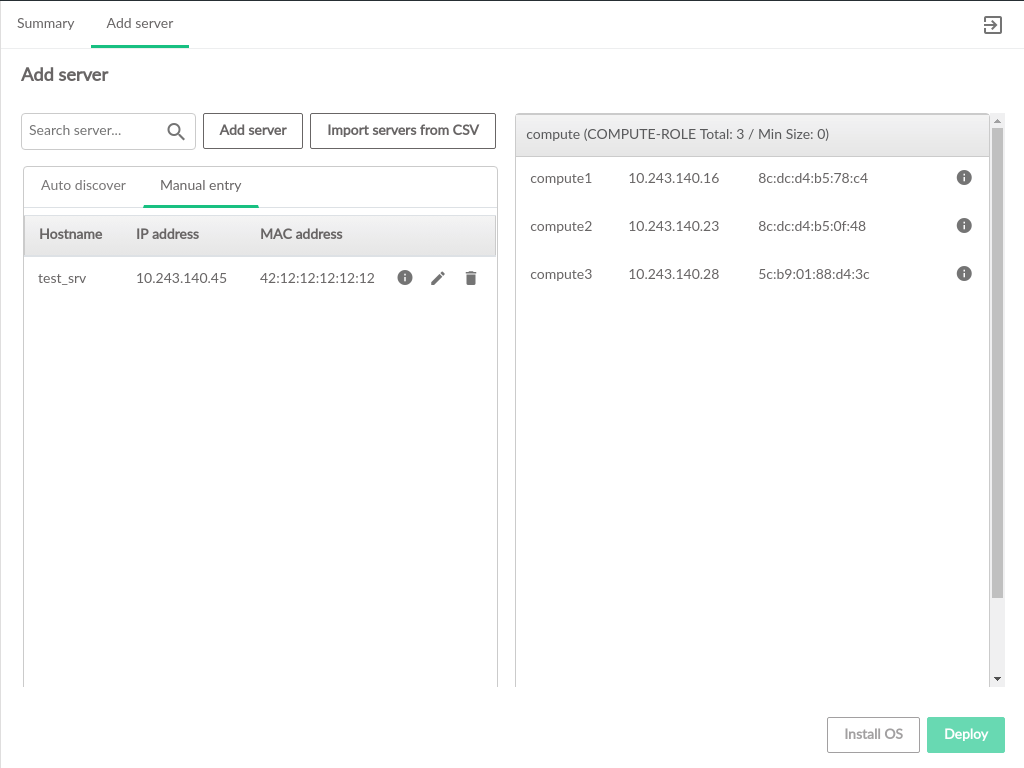 Summary Add server
Add server
Search server... Add server Import servers from CSV
Auto discover Manual entry
Hostname IP address MAC address
test_srv 10.243.140.45 42:12:12:12:12:12
compute (COMPUTE-ROLE Total: 3 / Min Size: 0)
compute1 10.243.140.16 8c:dc:d4:b5:78:c4
compute2 10.243.140.23 8c:dc:d4:b5:0f:48
compute3 10.243.140.28 5c:b9:01:88:d4:3c
Install OS Deploy